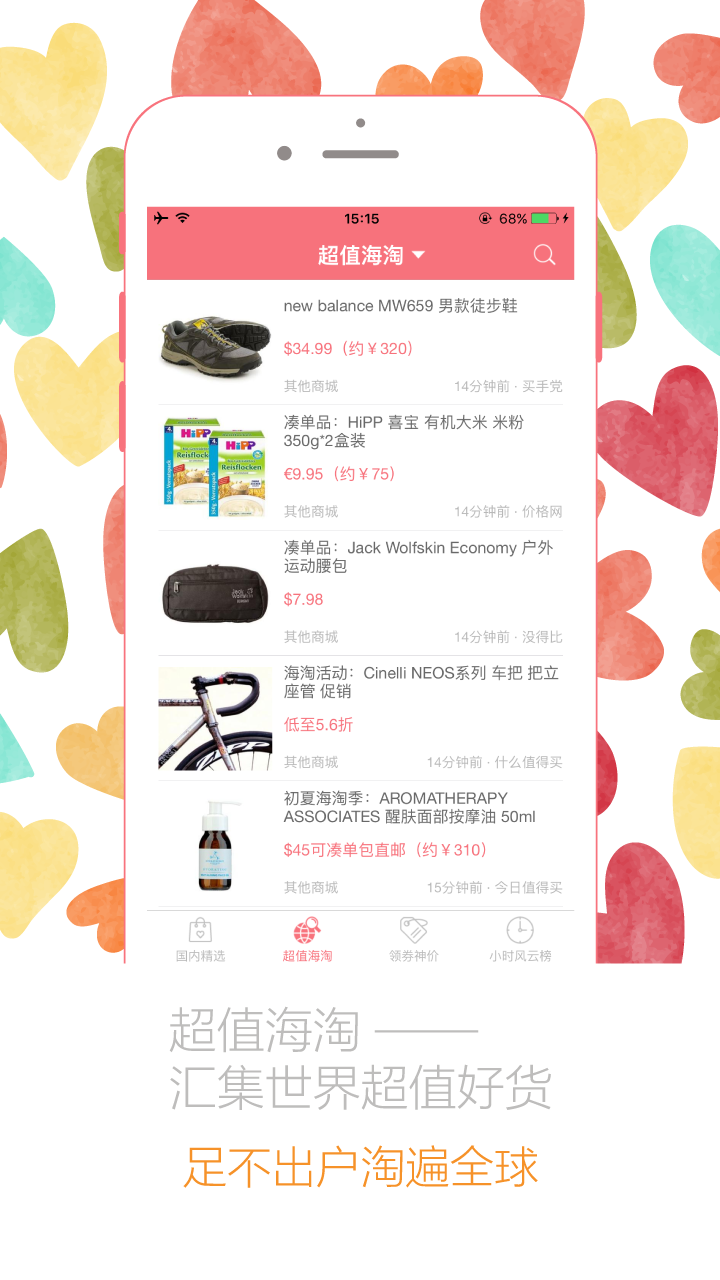 15:15
68%
超值海淘
new balance MW659 男款徒步鞋
$34.99（约￥320）
其他商城
14分钟前 · 买手党
HiPP
Reisflocken
HiPP
Reisflocken
凑单品：HiPP 喜宝 有机大米 米粉
350g*2盒装
€9.95（约￥75）
其他商城
14分钟前 · 价格网
凑单品：Jack Wolfskin Economy 户外
运动腰包
$7.98
其他商城
14分钟前 · 没得比
海淘活动：Cinelli NEOS系列 车把 把立
座管 促销
低至5.6折
其他商城
14分钟前 · 什么值得买
初夏海淘季：AROMATHERAPY
ASSOCIATES 醒肤面部按摩油 50ml
$45可凑单包直邮（约￥310）
其他商城
15分钟前 · 今日值得买
国内精选
超值海淘
领券神价
小时风云榜
超值海淘 ——
汇集世界超值好货
足不出户淘遍全球